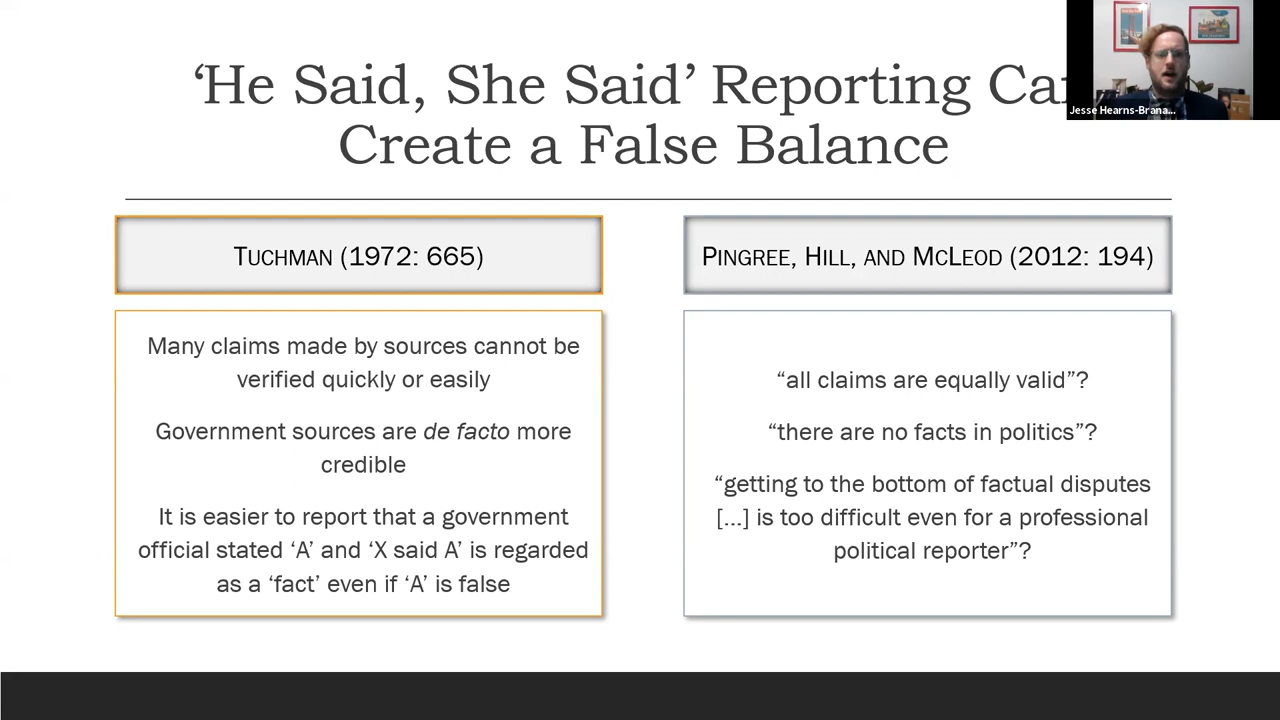 ‘He Said, She Said’ Reporting Can
Create a False Balance
Jesse Hearns-Brana...
TUCHMAN (1972: 665)
Many claims made by sources cannot be
verified quickly or easily
Government sources are de facto more
credible
It is easier to report that a government
official stated ‘A’ and ‘X said A’ is regarded
as a ‘fact’ even if ‘A’ is false
PINGREE, HILL, AND MCLEOD (2012: 194)
“all claims are equally valid”?
“there are no facts in politics”?
“getting to the bottom of factual disputes
[…] is too difficult even for a professional
political reporter”?